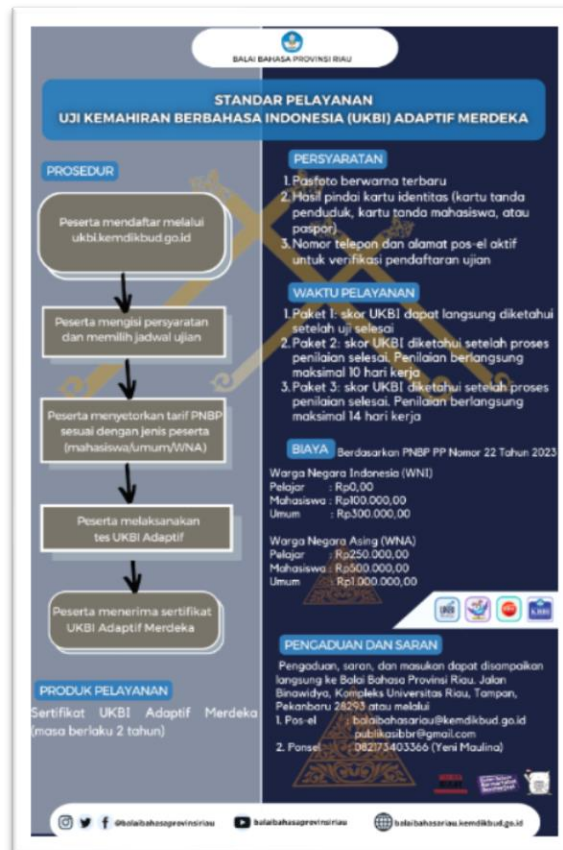 BALAI BAHASA PROVINSI RIAU
STANDAR PELAYANAN
UJI KEMAHIRAN BERBAHASA INDONESIA (UKBI) ADAPTIF MERDEKA
PROSEDUR
Peserta mendaftar melalui
ukbi.kemdikbud.go.id
Peserta mengisi persyaratan
dan memilih jadwal ujian
Peserta menyetorkan tarif PNBP
sesuai dengan jenis peserta
(mahasiswa/umum/WNA)
Peserta melaksanakan
tes UKBI Adaptif
Peserta menerima sertifikat
UKBI Adaptif Merdeka
PRODUK PELAYANAN
Sertifikat UKBI Adaptif Merdeka
(masa berlaku 2 tahun)
PERSYARATAN
1. Pasfoto berwarna terbaru
2. Hasil pindai kartu identitas (kartu tanda
penduduk, kartu tanda mahasiswa, atau
paspor)
3. Nomor telepon dan alamat pos-el aktif
untuk verifikasi pendaftaran ujian
WAKTU PELAYANAN
1. Paket 1: skor UKBI dapat langsung diketahui
setelah uji selesai
2. Paket 2: skor UKBI diketahui setelah proses
penilaian selesai. Penilaian berlangsung
maksimal 10 hari kerja
3. Paket 3: skor UKBI diketahui setelah proses
penilaian selesai. Penilaian berlangsung
maksimal 14 hari kerja
BIAYA Berdasarkan PNBP PP Nomor 22 Tahun 2023
Warga Negara Indonesia (WNI)
Pelajar : Rp0,00
Mahasiswa : Rp100.000,00
Umum : Rp300.000,00
Warga Negara Asing (WNA)
Pelajar : Rp250.000,00
Mahasiswa : Rp500.000,00
Umum : Rp1.000.000,00
PENGADUAN DAN SARAN
Pengaduan, saran, dan masukan dapat disampaikan
langsung ke Balai Bahasa Provinsi Riau. Jalan
Binawidya, Kompleks Universitas Riau, Tampan,
Pekanbaru 28293 atau melalui
1. Pos-el : balaibahasariau@kemdikbud.go.id
publikasibbr@gmail.com
2. Ponsel : 082173403366 (Yeni Maulina)
@balaibahasaprovinsiriau
balaibahasaprovinsiriau
balaibahasariau.kemdikbud.go.id